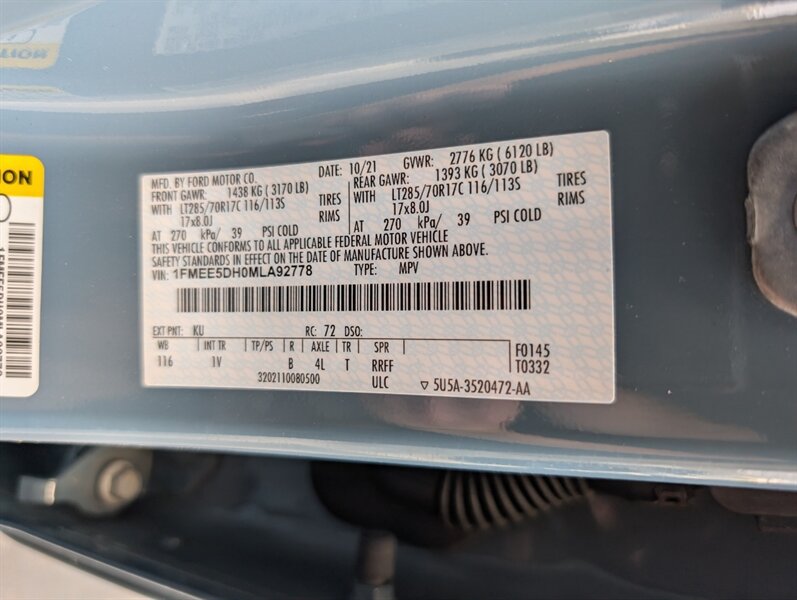 MFD. BY FORD MOTOR CO.
DATE: 10/21 GVWR: 2776 KG ( 6120 LB)
FRONT GAWR: 1438 KG ( 3170 LB)
WITH LT285/70R17C 116/113S TIRES
17x8.0J RIMS
AT 270 kPa/ 39 PSI COLD
REAR GAWR: 1393 KG ( 3070 LB)
WITH LT285/70R17C 116/113S TIRES
17x8.0J RIMS
AT 270 kPa/ 39 PSI COLD
THIS VEHICLE CONFORMS TO ALL APPLICABLE FEDERAL MOTOR VEHICLE
SAFETY STANDARDS IN EFFECT ON THE DATE OF MANUFACTURE SHOWN ABOVE.
VIN: 1FMEE5DH0MLA92778 TYPE: MPV
EXT PNT: KU RC: 72 DSO:
WB INT TR TP/PS R AXLE TR SPR
116 1V B 4L T RRFF
F0145
T0332
3202110080500 ULC ▽ 5U5A-3520472-AA